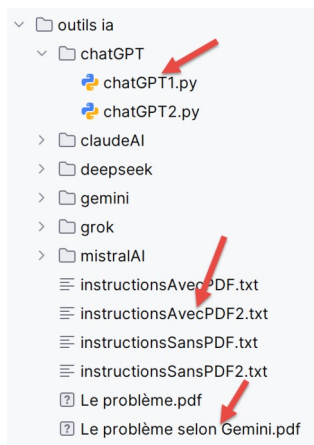 outils ia
chatGPT
chatGPT1.py
chatGPT2.py
claudeAI
deepseek
gemini
grok
mistralAI
instructionsAvecPDF.txt
instructionsAvecPDF2.txt
instructionsSansPDF.txt
instructionsSansPDF2.txt
Le problème.pdf
Le problème selon Gemini.pdf